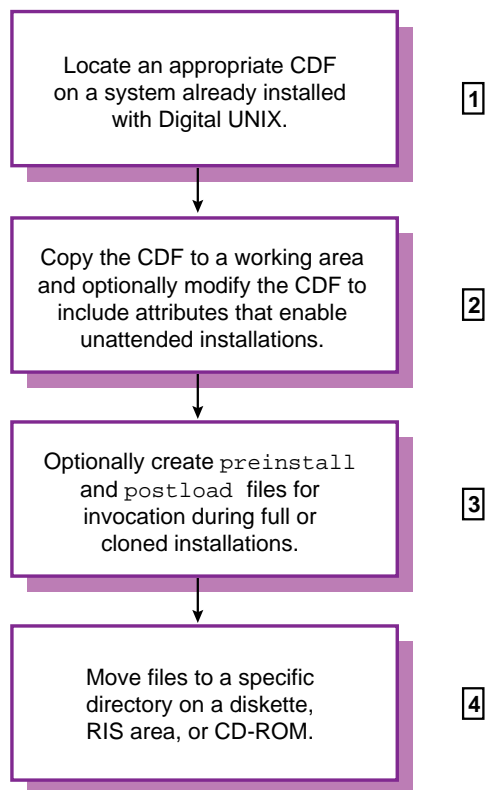 Locate an appropriate CDF
on a system already installed
with Digital UNIX.
1
Copy the CDF to a working area
and optionally modify the CDF to
include attributes that enable
unattended installations.
2
Optionally create preinstall
and postload files for
invocation during full or
cloned installations.
3
Move files to a specific
directory on a diskette,
RIS area, or CD-ROM.
4